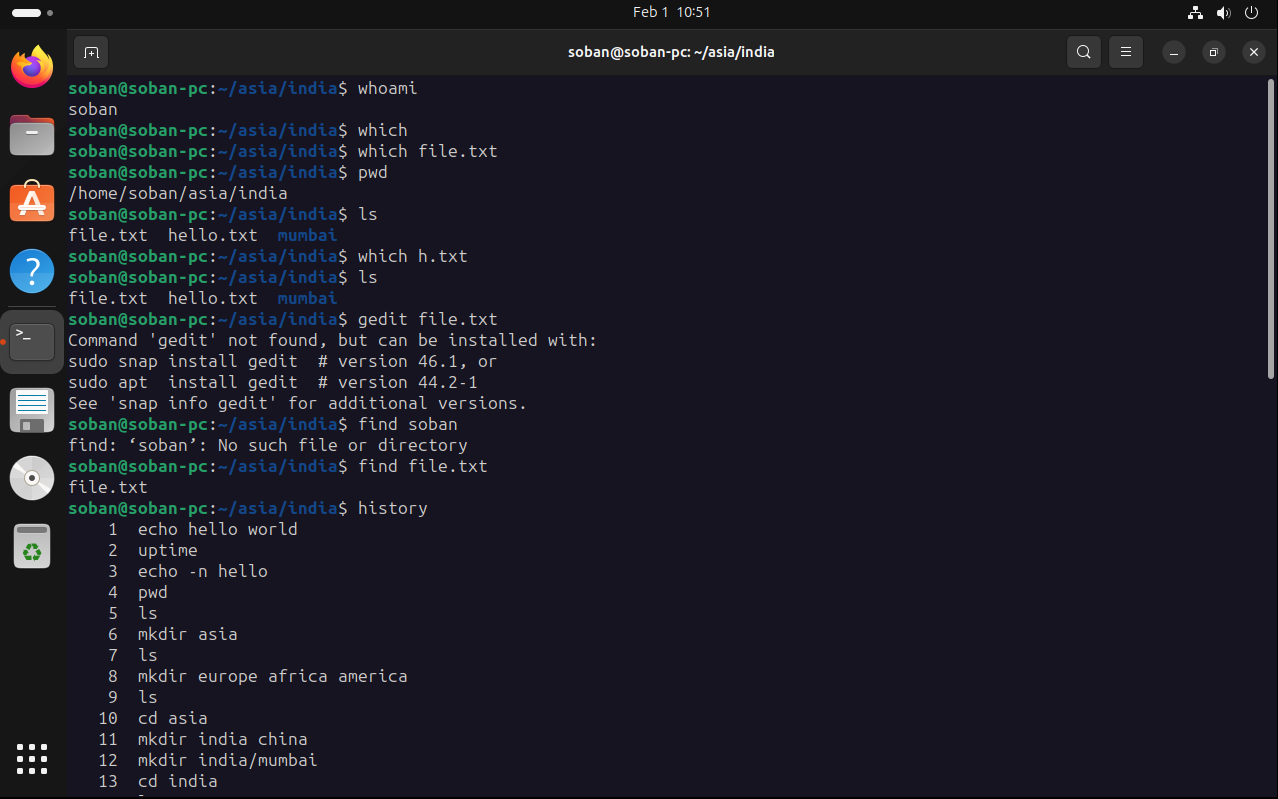 Feb 1 10:51
soban@soban-pc: ~/asia/india
soban@soban-pc:~/asia/india$ whoami
soban
soban@soban-pc:~/asia/india$ which
soban@soban-pc:~/asia/india$ which file.txt
soban@soban-pc:~/asia/india$ pwd
/home/soban/asia/india
soban@soban-pc:~/asia/india$ ls
file.txt  hello.txt  mumbai
soban@soban-pc:~/asia/india$ which h.txt
soban@soban-pc:~/asia/india$ ls
file.txt  hello.txt  mumbai
soban@soban-pc:~/asia/india$ gedit file.txt
Command 'gedit' not found, but can be installed with:
sudo snap install gedit  # version 46.1, or
sudo apt  install gedit  # version 44.2-1
See 'snap info gedit' for additional versions.
soban@soban-pc:~/asia/india$ find soban
find: ‘soban’: No such file or directory
soban@soban-pc:~/asia/india$ find file.txt
file.txt
soban@soban-pc:~/asia/india$ history
    1  echo hello world
    2  uptime
    3  echo -n hello
    4  pwd
    5  ls
    6  mkdir asia
    7  ls
    8  mkdir europe africa america
    9  ls
   10  cd asia
   11  mkdir india china
   12  mkdir india/mumbai
   13  cd india